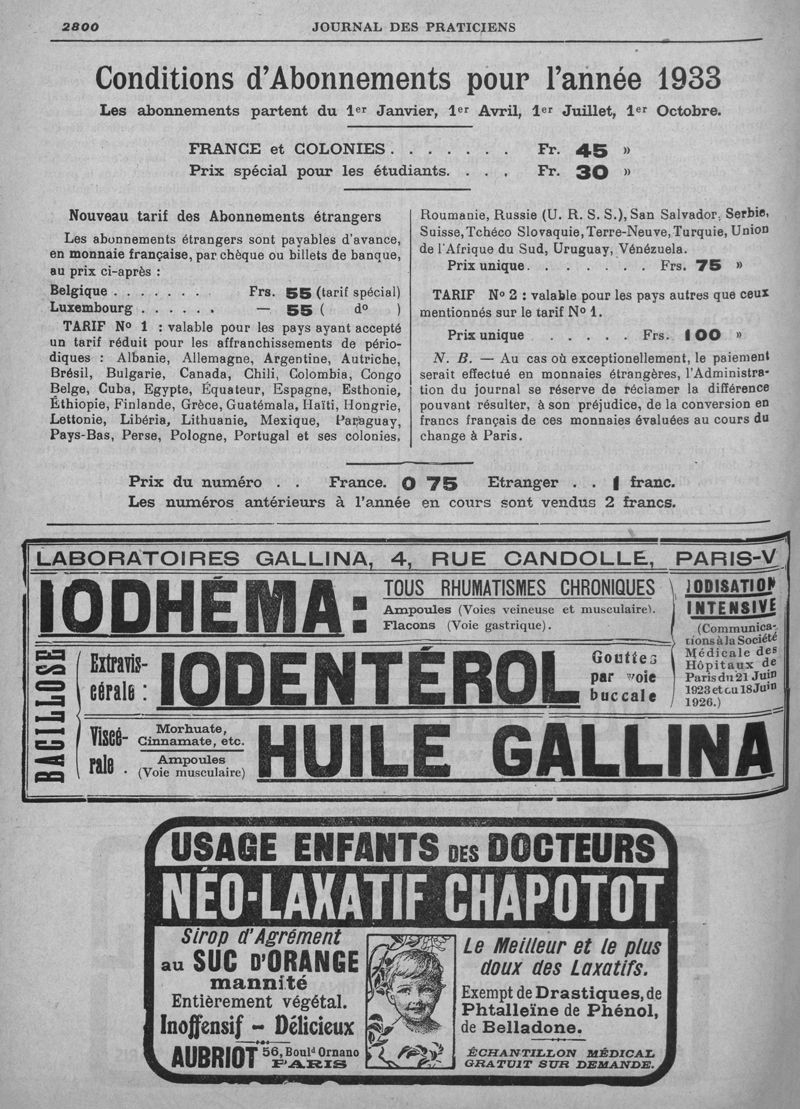 2800
JOURNAL DES PRATICIENS
Conditions d'Abonnements pour l'année 1933
Les abonnements partent du 1er Janvier, 1er Avril, 1er Juillet, 1er Octobre.
FRANCE et COLONIES . . . . . . . Fr. 45 »
Prix spécial pour les étudiants. . . . Fr. 30 »
Nouveau tarif des Abonnements étrangers
Les abonnements étrangers sont payables d'avance,
en monnaie française, par chèque ou billets de banque,
au prix ci-après :
Belgique . . . . . . . Frs. 55 (tarif spécial)
Luxembourg . . . . . . — 55 ( do )
TARIF No 1 : valable pour les pays ayant accepté
un tarif réduit pour les affranchissements de pério-
diques : Albanie, Allemagne, Argentine, Autriche,
Brésil, Bulgarie, Canada, Chili, Colombia, Congo
Belge, Cuba, Egypte, Équateur, Espagne, Esthonie,
Éthiopie, Finlande, Grèce, Guatémala, Haïti, Hongrie,
Lettonie, Libéria, Lithuanie, Mexique, Paraguay,
Pays-Bas, Perse, Pologne, Portugal et ses colonies,
Roumanie, Russie (U. R. S. S.), San Salvador, Serbie,
Suisse, Tchéco Slovaquie, Terre-Neuve, Turquie, Union
de l'Afrique du Sud, Uruguay, Vénézuela.
Prix unique . . . . . . . Frs. 75 »
TARIF No 2 : valable pour les pays autres que ceux
mentionnés sur le tarif No 1.
Prix unique . . . . . Frs. 100 »
N. B. — Au cas où exceptionellement, le paiement
serait effectué en monnaies étrangères, l'Administra-
tion du journal se réserve de réclamer la différence
pouvant résulter, à son préjudice, de la conversion en
francs français de ces monnaies évaluées au cours du
change à Paris.
Prix du numéro . . France. 0 75 Etranger . . 1 franc.
Les numéros antérieurs à l'année en cours sont vendus 2 francs.
LABORATOIRES GALLINA, 4, RUE CANDOLLE, PARIS-V
IODHÉMA :
TOUS RHUMATISMES CHRONIQUES
Ampoules (Voies veineuse et musculaire).
Flacons (Voie gastrique).
IODISATION
INTENSIVE
(Communica-
tions à la Société
Médicale des
Hôpitaux de
Paris du 21 Juin
1923 et du 18 Juin
1926.)
BACILLOSE
Extravis-
cérale :
IODENTÉROL
Gouttes
par voie
buccale
Viscé-
rale .
Morhuate,
Cinnamate, etc.
Ampoules
(Voie musculaire)
HUILE GALLINA
USAGE ENFANTS DES DOCTEURS
NÉO-LAXATIF CHAPOTOT
Sirop d'Agrément
au SUC D'ORANGE
mannité
Entièrement végétal.
Inoffensif - Délicieux
AUBRIOT 56, Bould Ornano
PARIS
Le Meilleur et le plus
doux des Laxatifs.
Exempt de Drastiques, de
Phtalleïne de Phénol,
de Belladone.
ÉCHANTILLON MÉDICAL
GRATUIT SUR DEMANDE.